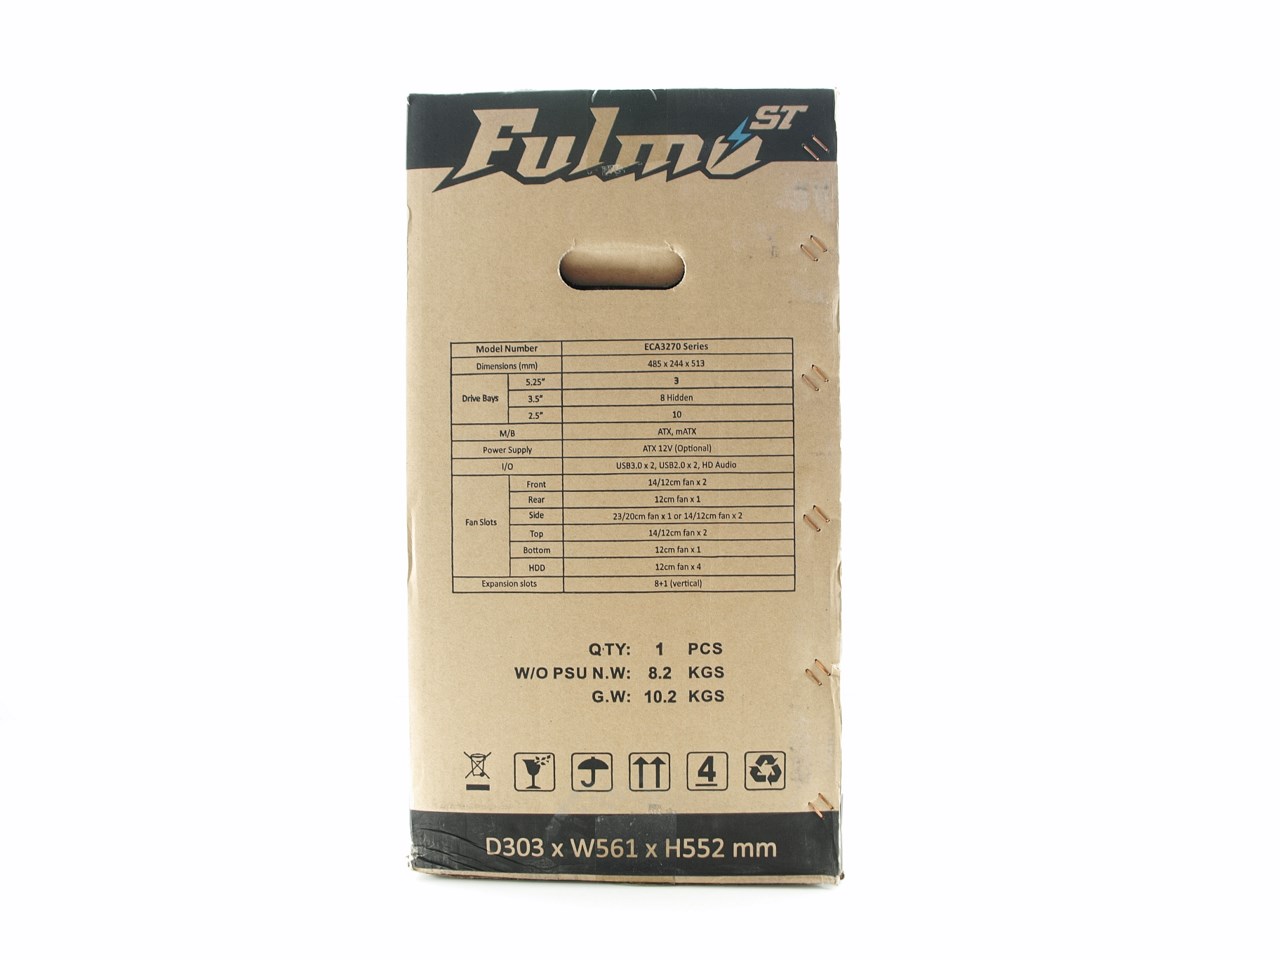 Fulmo ST
Model Number ECA3270 Series
Dimensions (mm) 485 x 244 x 513
Drive Bays 5.25" 3
3.5" 8 Hidden
2.5" 10
M/B ATX, mATX
Power Supply ATX 12V (Optional)
I/O USB3.0 x 2, USB2.0 x 2, HD Audio
Fan Slots Front 14/12cm fan x 2
Rear 12cm fan x 1
Side 23/20cm fan x 1 or 14/12cm fan x 2
Top 14/12cm fan x 2
Bottom 12cm fan x 1
HDD 12cm fan x 4
Expansion slots 8+1 (vertical)
Q'TY: 1 PCS
W/O PSU N.W: 8.2 KGS
G.W: 10.2 KGS
4
D303 x W561 x H552 mm